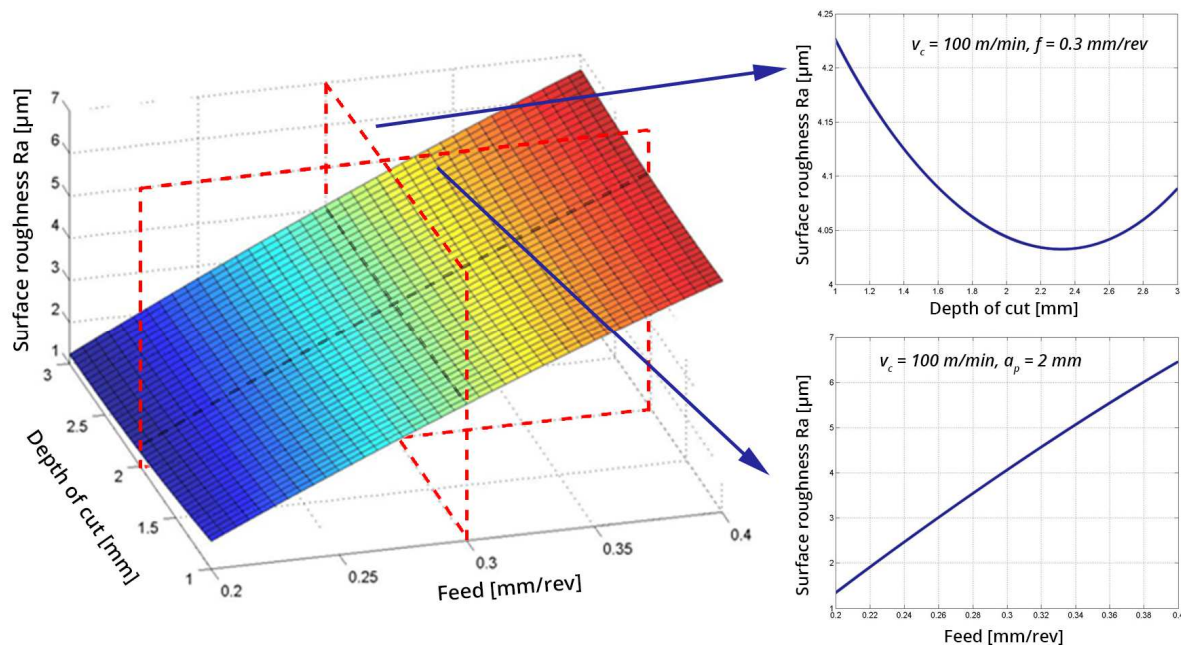 Surface roughness Ra [µm]
7
6
5
4
3
2
1
3
2.5
2
1.5
1
Depth of cut [mm]
0.2
0.25
0.3
0.35
0.4
Feed [mm/rev]
Surface roughness Ra [µm]
4.25
4.2
4.15
4.1
4.05
4
v_c = 100 m/min, f = 0.3 mm/rev
1 1.2 1.4 1.6 1.8 2 2.2 2.4 2.6 2.8 3
Depth of cut [mm]
Surface roughness Ra [µm]
7
6
5
4
3
2
1
v_c = 100 m/min, a_p = 2 mm
0.2 0.22 0.24 0.26 0.28 0.3 0.32 0.34 0.36 0.38 0.4
Feed [mm/rev]